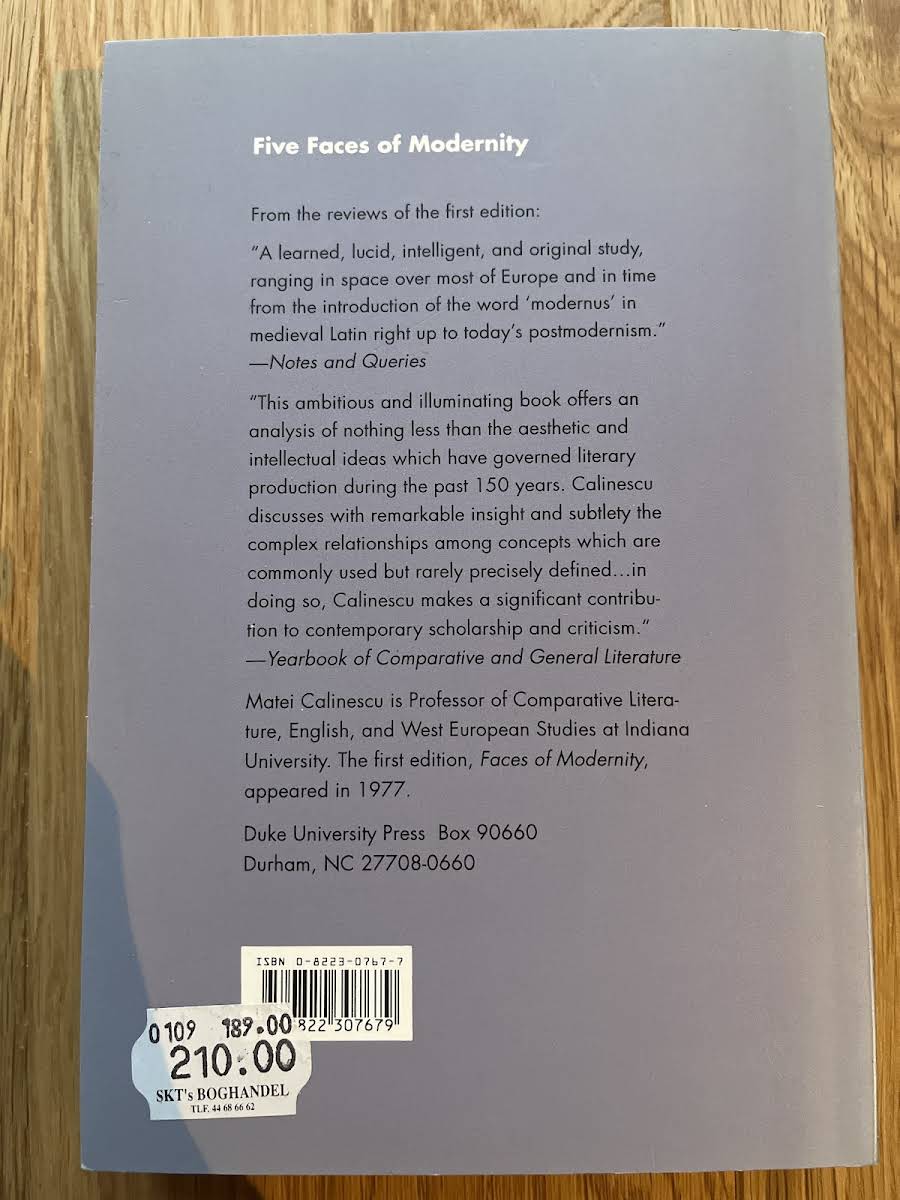 Five Faces of Modernity
From the reviews of the first edition:
“A learned, lucid, intelligent, and original study,
ranging in space over most of Europe and in time
from the introduction of the word ‘modernus’ in
medieval Latin right up to today’s postmodernism.”
—Notes and Queries
“This ambitious and illuminating book offers an
analysis of nothing less than the aesthetic and
intellectual ideas which have governed literary
production during the past 150 years. Calinescu
discusses with remarkable insight and subtlety the
complex relationships among concepts which are
commonly used but rarely precisely defined...in
doing so, Calinescu makes a significant contribu-
tion to contemporary scholarship and criticism.”
—Yearbook of Comparative and General Literature
Matei Calinescu is Professor of Comparative Litera-
ture, English, and West European Studies at Indiana
University. The first edition, Faces of Modernity,
appeared in 1977.
Duke University Press Box 90660
Durham, NC 27708-0660
ISBN 0-8223-0767-7
822 307679
0109 189.00
210.00
SKT's BOGHANDEL
TLF. 44 68 66 62